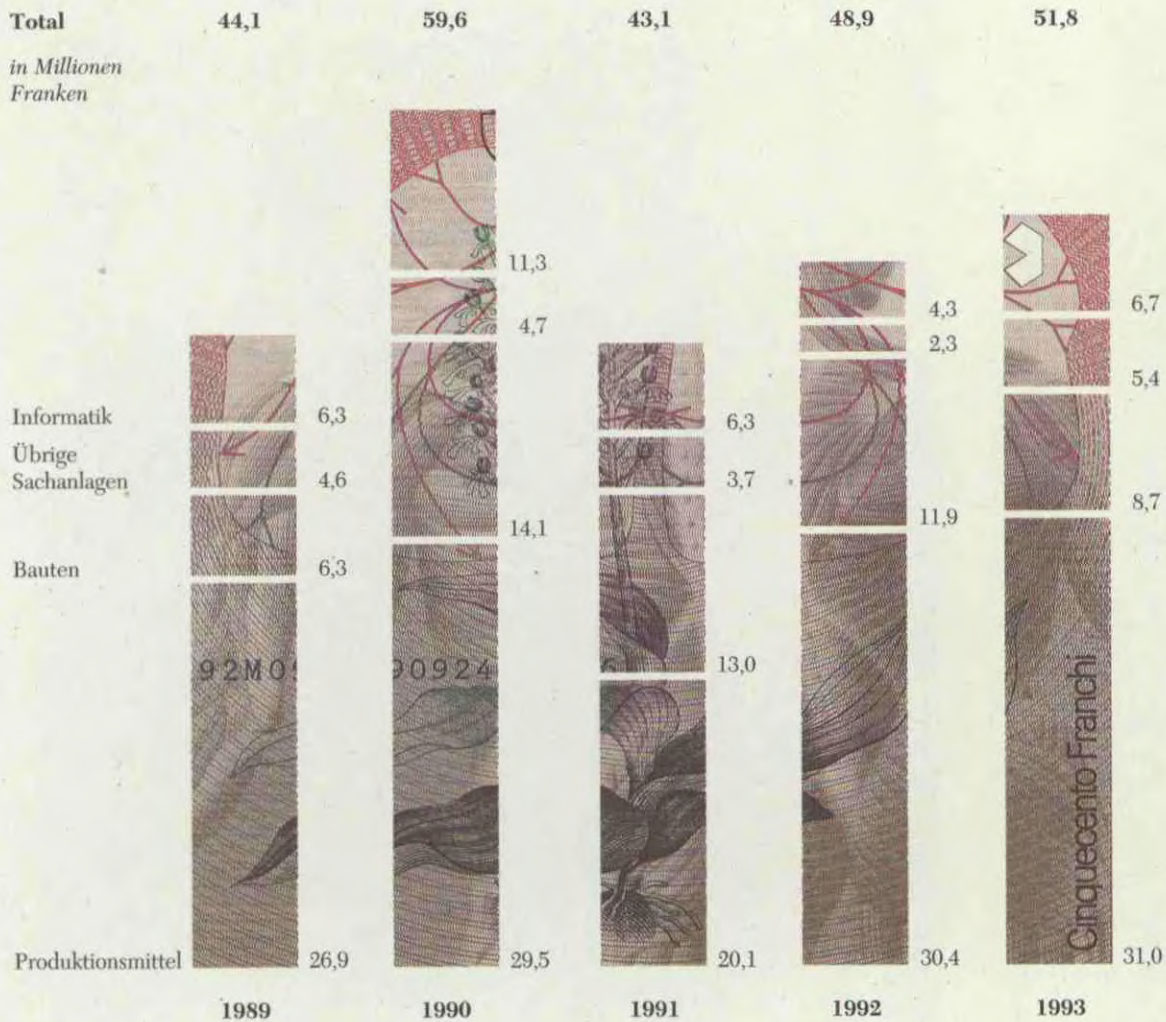 Total 44,1 59,6 43,1 48,9 51,8
in Millionen
Franken
11,3
4,3 6,7
4,7
2,3
5,4
Informatik 6,3 6,3
Übrige
Sachanlagen 4,6 3,7
14,1 11,9 8,7
Bauten 6,3
92MO 90924 6
13,0
Cinquecento Franchi
Produktionsmittel 26,9 29,5 20,1 30,4 31,0
1989 1990 1991 1992 1993